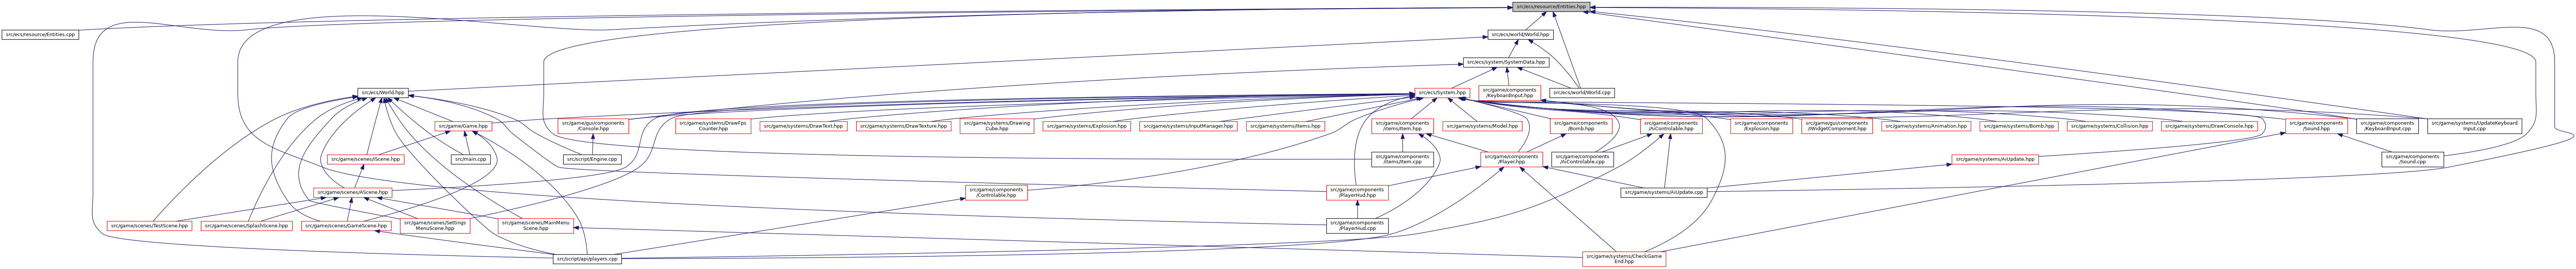 src/ecs/resource/Entities.hpp
src/ecs/resource/Entities.cpp
src/ecs/world/World.hpp
src/ecs/system/SystemData.hpp
src/ecs/World.hpp
src/ecs/System.hpp
src/game/components
/KeyboardInput.hpp
src/ecs/world/World.cpp
src/game/Game.hpp
src/game/gui/components
/Console.hpp
src/game/systems/DrawFps
Counter.hpp
src/game/systems/DrawText.hpp
src/game/systems/DrawTexture.hpp
src/game/systems/Drawing
Cube.hpp
src/game/systems/Explosion.hpp
src/game/systems/InputManager.hpp
src/game/systems/Items.hpp
src/game/components
/items/Item.hpp
src/game/systems/Model.hpp
src/game/components
/Bomb.hpp
src/game/components
/IControlable.hpp
src/game/components
/Explosion.hpp
src/game/gui/components
/IWidgetComponent.hpp
src/game/systems/Animation.hpp
src/game/systems/Bomb.hpp
src/game/systems/Collision.hpp
src/game/systems/DrawConsole.hpp
src/game/components
/Sound.hpp
src/game/components
/KeyboardInput.cpp
src/game/systems/UpdateKeyboard
Input.cpp
src/game/scenes/IScene.hpp
src/main.cpp
src/script/Engine.cpp
src/game/components
/items/Item.cpp
src/game/components
/Player.hpp
src/game/components
/AiControlable.cpp
src/game/systems/AiUpdate.hpp
src/game/components
/Sound.cpp
src/game/scenes/AScene.hpp
src/game/components
/Controlable.hpp
src/game/components
/PlayerHud.hpp
src/game/systems/AiUpdate.cpp
src/game/scenes/TestScene.hpp
src/game/scenes/SplashScene.hpp
src/game/scenes/GameScene.hpp
src/game/scenes/Settings
MenuScene.hpp
src/game/scenes/MainMenu
Scene.hpp
src/game/components
/PlayerHud.cpp
src/script/api/players.cpp
src/game/systems/CheckGame
End.hpp